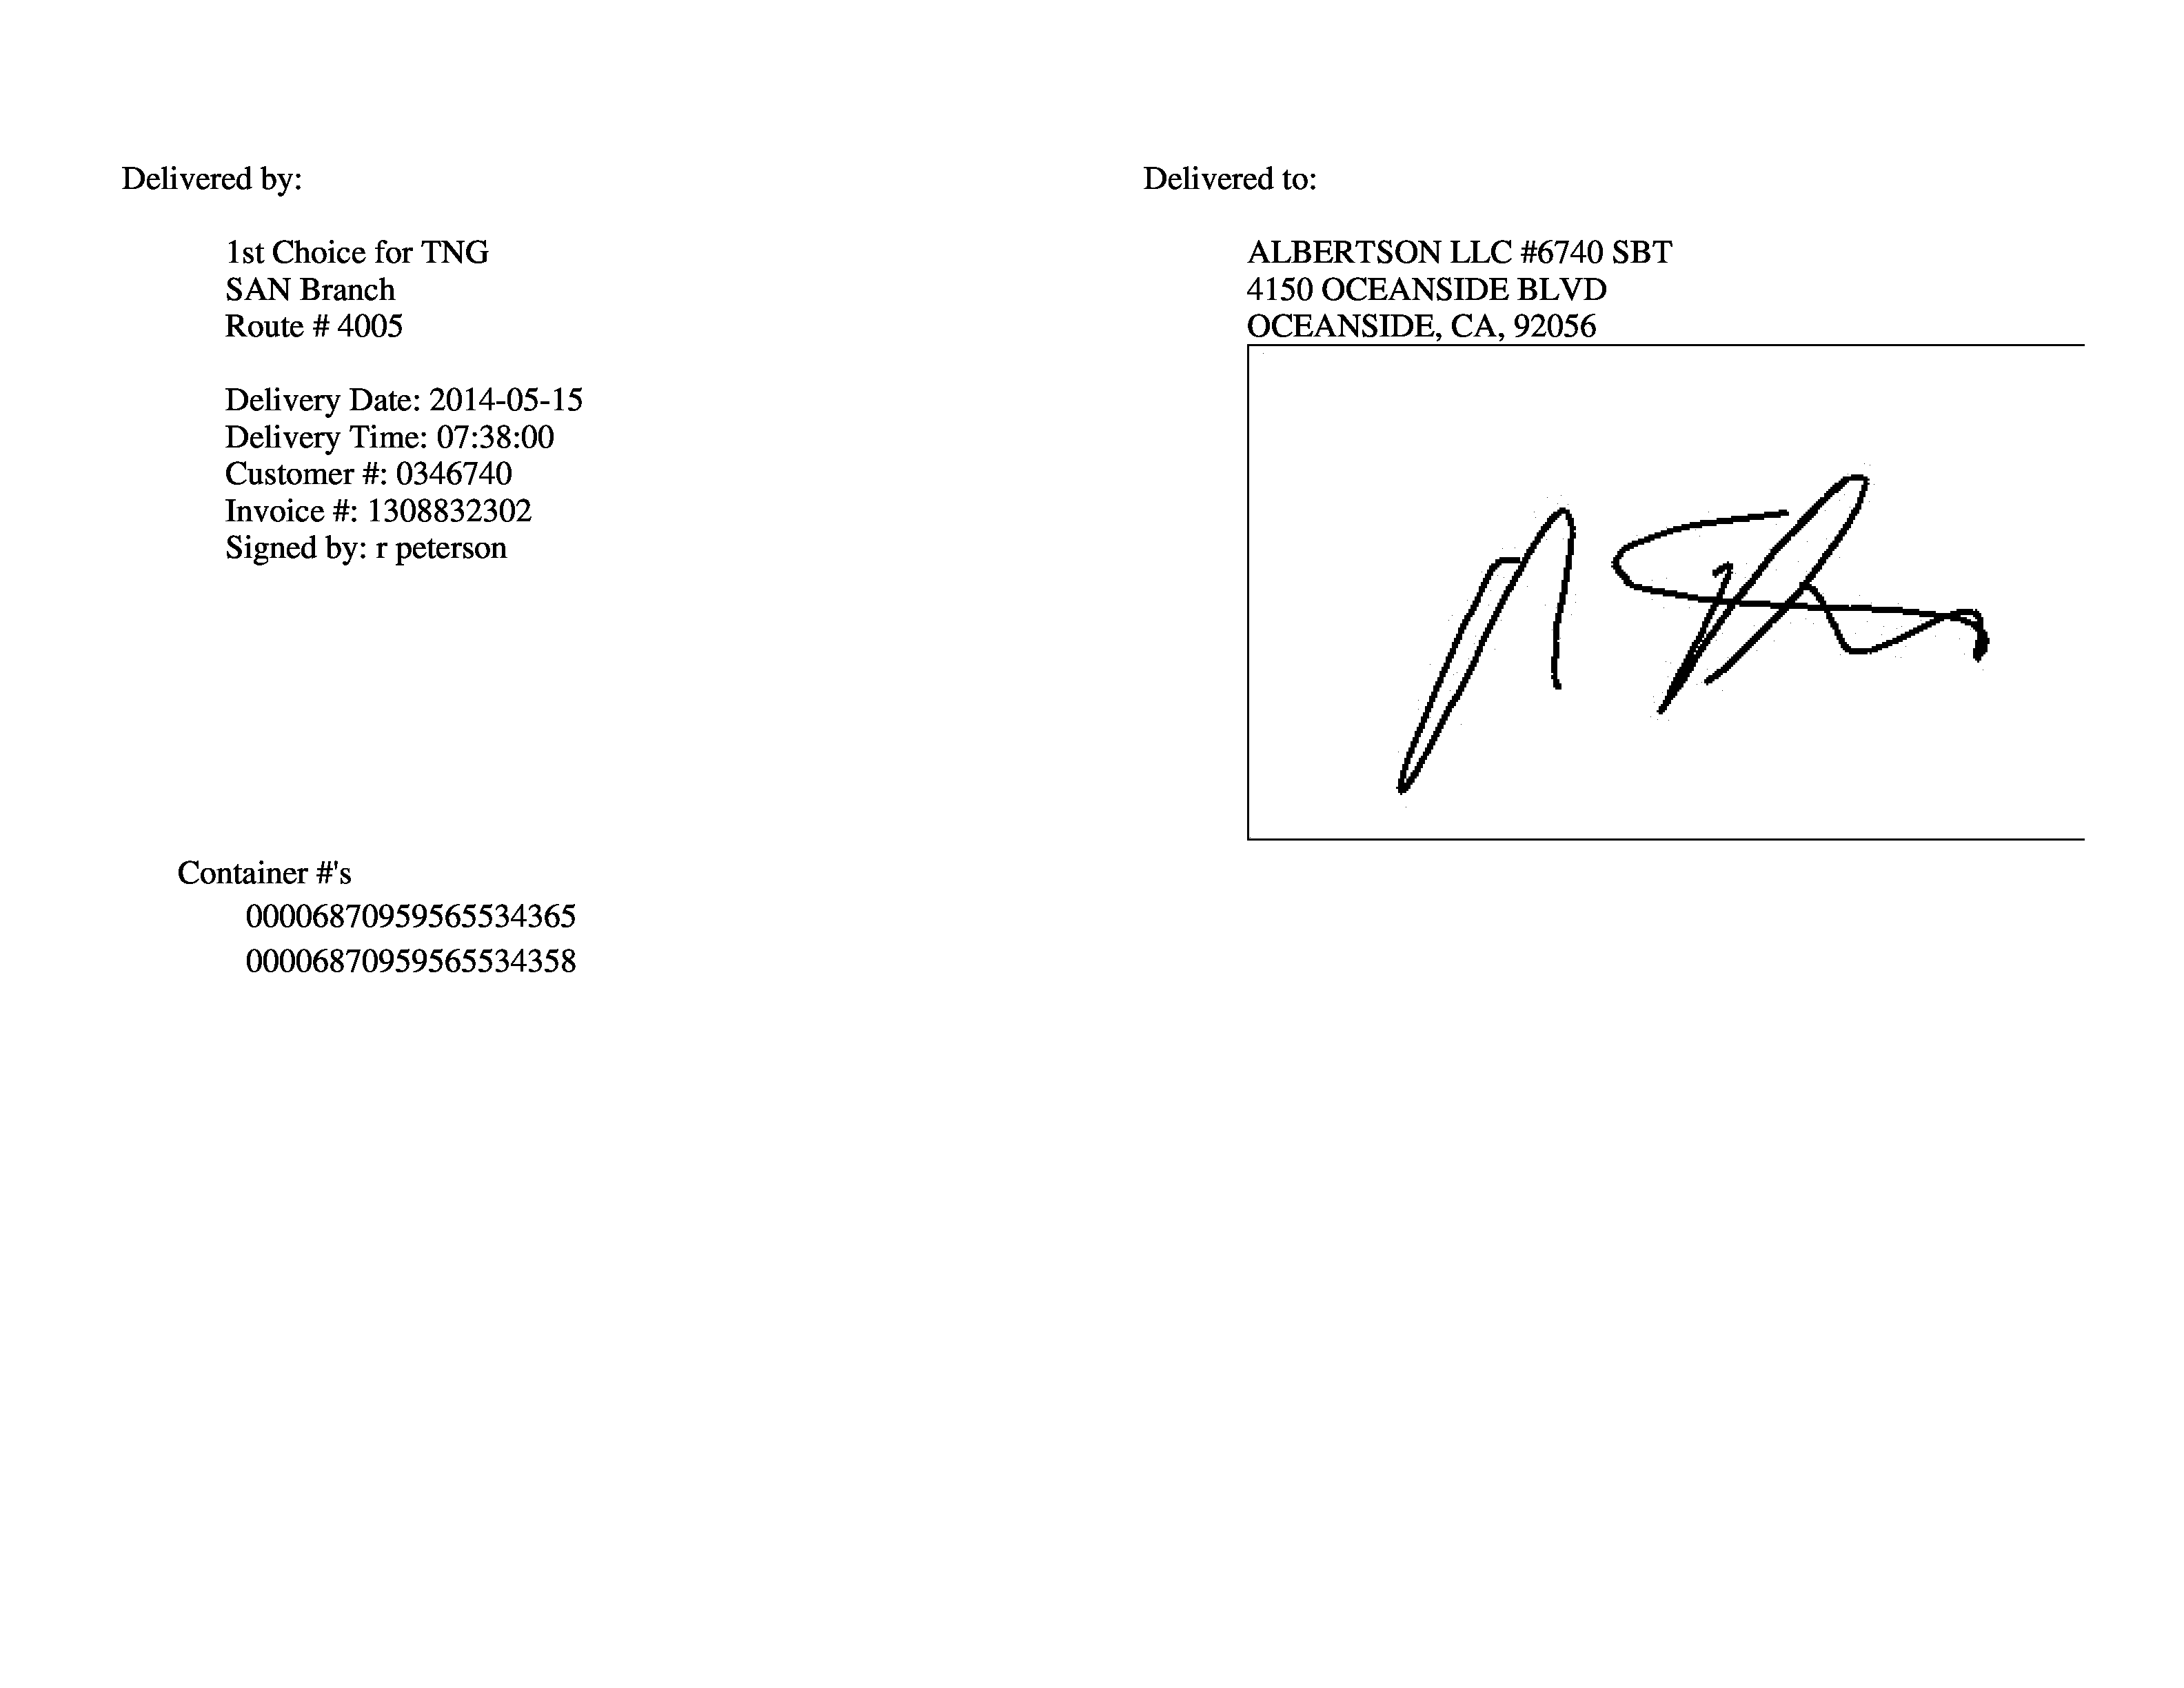 Delivered by:
1st Choice for TNG
SAN Branch
Route # 4005
Delivery Date: 2014-05-15
Delivery Time: 07:38:00
Customer #: 0346740
Invoice #: 1308832302
Signed by: r peterson
Delivered to:
ALBERTSON LLC #6740 SBT
4150 OCEANSIDE BLVD
OCEANSIDE, CA, 92056
Container #'s
00006870959565534365
00006870959565534358